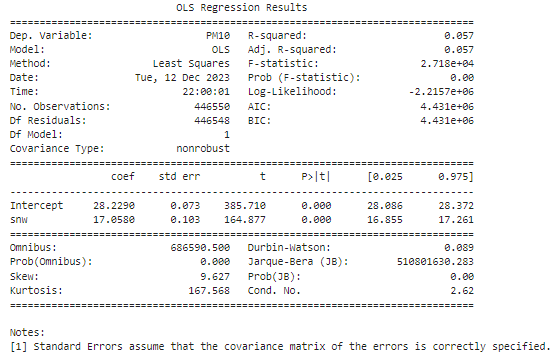 OLS Regression Results
==============================================================================
Dep. Variable:                   PM10   R-squared:                       0.057
Model:                            OLS   Adj. R-squared:                  0.057
Method:                 Least Squares   F-statistic:                 2.718e+04
Date:                Tue, 12 Dec 2023   Prob (F-statistic):               0.00
Time:                        22:00:01   Log-Likelihood:            -2.2157e+06
No. Observations:              446550   AIC:                         4.431e+06
Df Residuals:                  446548   BIC:                         4.431e+06
Df Model:                           1
Covariance Type:            nonrobust
==============================================================================
coef    std err          t      P>|t|      [0.025      0.975]
------------------------------------------------------------------------------
Intercept     28.2290      0.073    385.710      0.000      28.086      28.372
snw           17.0580      0.103    164.877      0.000      16.855      17.261
==============================================================================
Omnibus:                   686590.500   Durbin-Watson:                   0.089
Prob(Omnibus):                  0.000   Jarque-Bera (JB):        510801630.283
Skew:                           9.627   Prob(JB):                         0.00
Kurtosis:                     167.568   Cond. No.                         2.62
==============================================================================
Notes:
[1] Standard Errors assume that the covariance matrix of the errors is correctly specified.